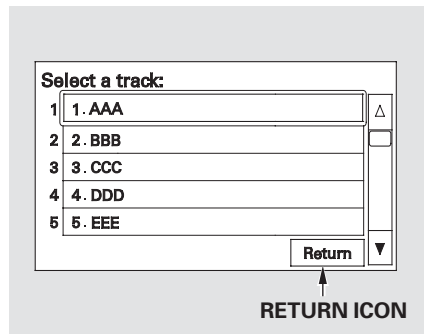 Select a track:
1 1. AAA
2 2. BBB
3 3. CCC
4 4. DDD
5 5. EEE
Return
RETURN ICON